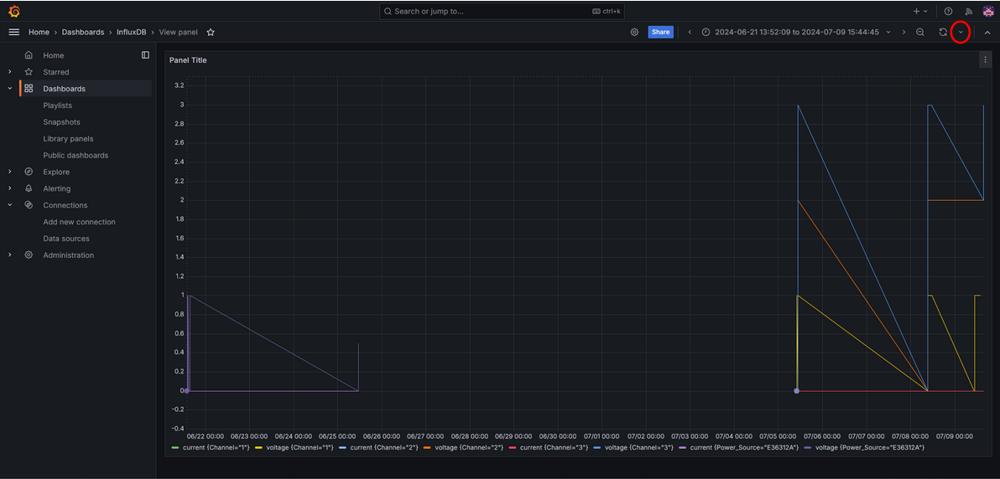 Search or jump to... ctrl+k
Home › Dashboards › InfluxDB › View panel
Share
2024-06-21 13:52:09 to 2024-07-09 15:44:45
Home
Starred
Dashboards
Playlists
Snapshots
Library panels
Public dashboards
Explore
Alerting
Connections
Add new connection
Data sources
Administration
Panel Title
3.2
3
2.8
2.6
2.4
2.2
2
1.8
1.6
1.4
1.2
1
0.8
0.6
0.4
0.2
0
-0.2
-0.4
06/22 00:00 06/23 00:00 06/24 00:00 06/25 00:00 06/26 00:00 06/27 00:00 06/28 00:00 06/29 00:00 06/30 00:00 07/01 00:00 07/02 00:00 07/03 00:00 07/04 00:00 07/05 00:00 07/06 00:00 07/07 00:00 07/08 00:00 07/09 00:00
current {Channel="1"} voltage {Channel="1"} current {Channel="2"} voltage {Channel="2"} current {Channel="3"} voltage {Channel="3"} current {Power_Source="E36312A"} voltage {Power_Source="E36312A"}